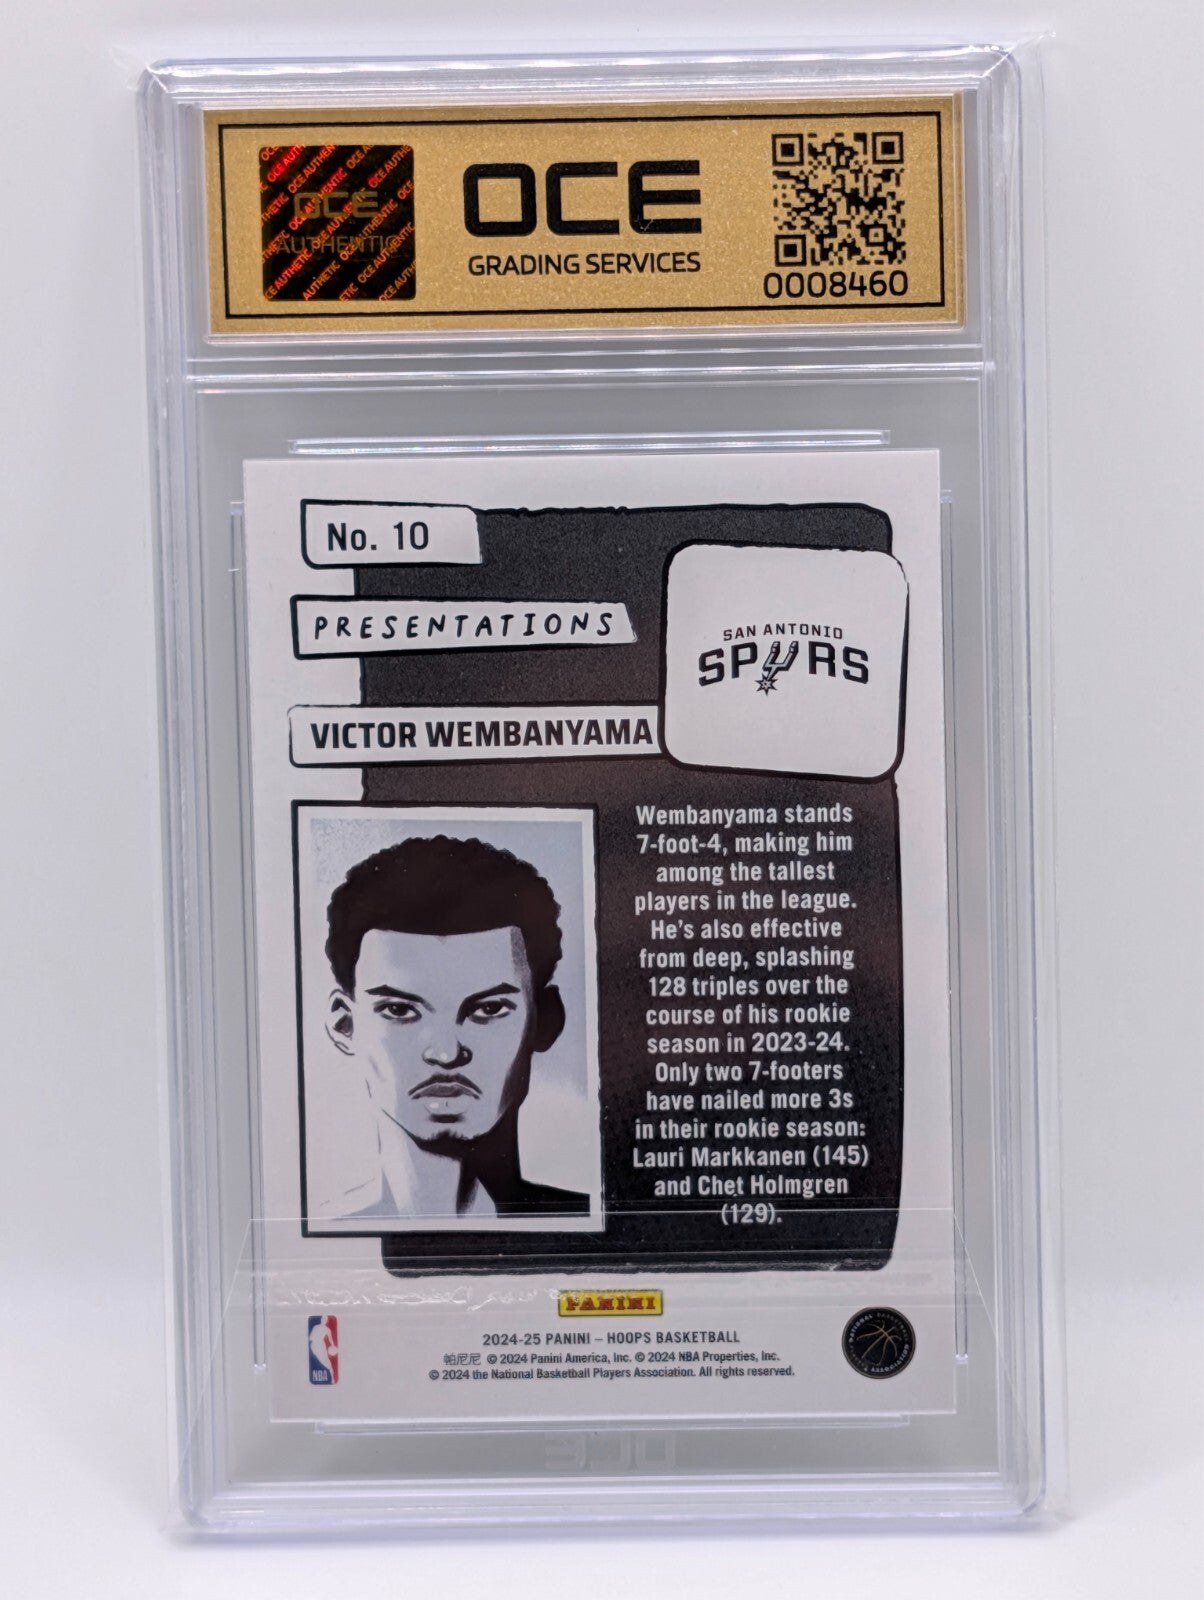 OCE
AUTHENTIC
OCE
GRADING SERVICES
0008460
No. 10
PRESENTATIONS
VICTOR WEMBANYAMA
SAN ANTONIO
SPURS
Wembanyama stands
7-foot-4, making him
among the tallest
players in the league.
He's also effective
from deep, splashing
128 triples over the
course of his rookie
season in 2023-24.
Only two 7-footers
have nailed more 3s
in their rookie season:
Lauri Markkanen (145)
and Chet Holmgren
(129).
PANINI
2024-25 PANINI – HOOPS BASKETBALL
帕尼尼 © 2024 Panini America, Inc. © 2024 NBA Properties, Inc.
© 2024 the National Basketball Players Association. All rights reserved.
NBA